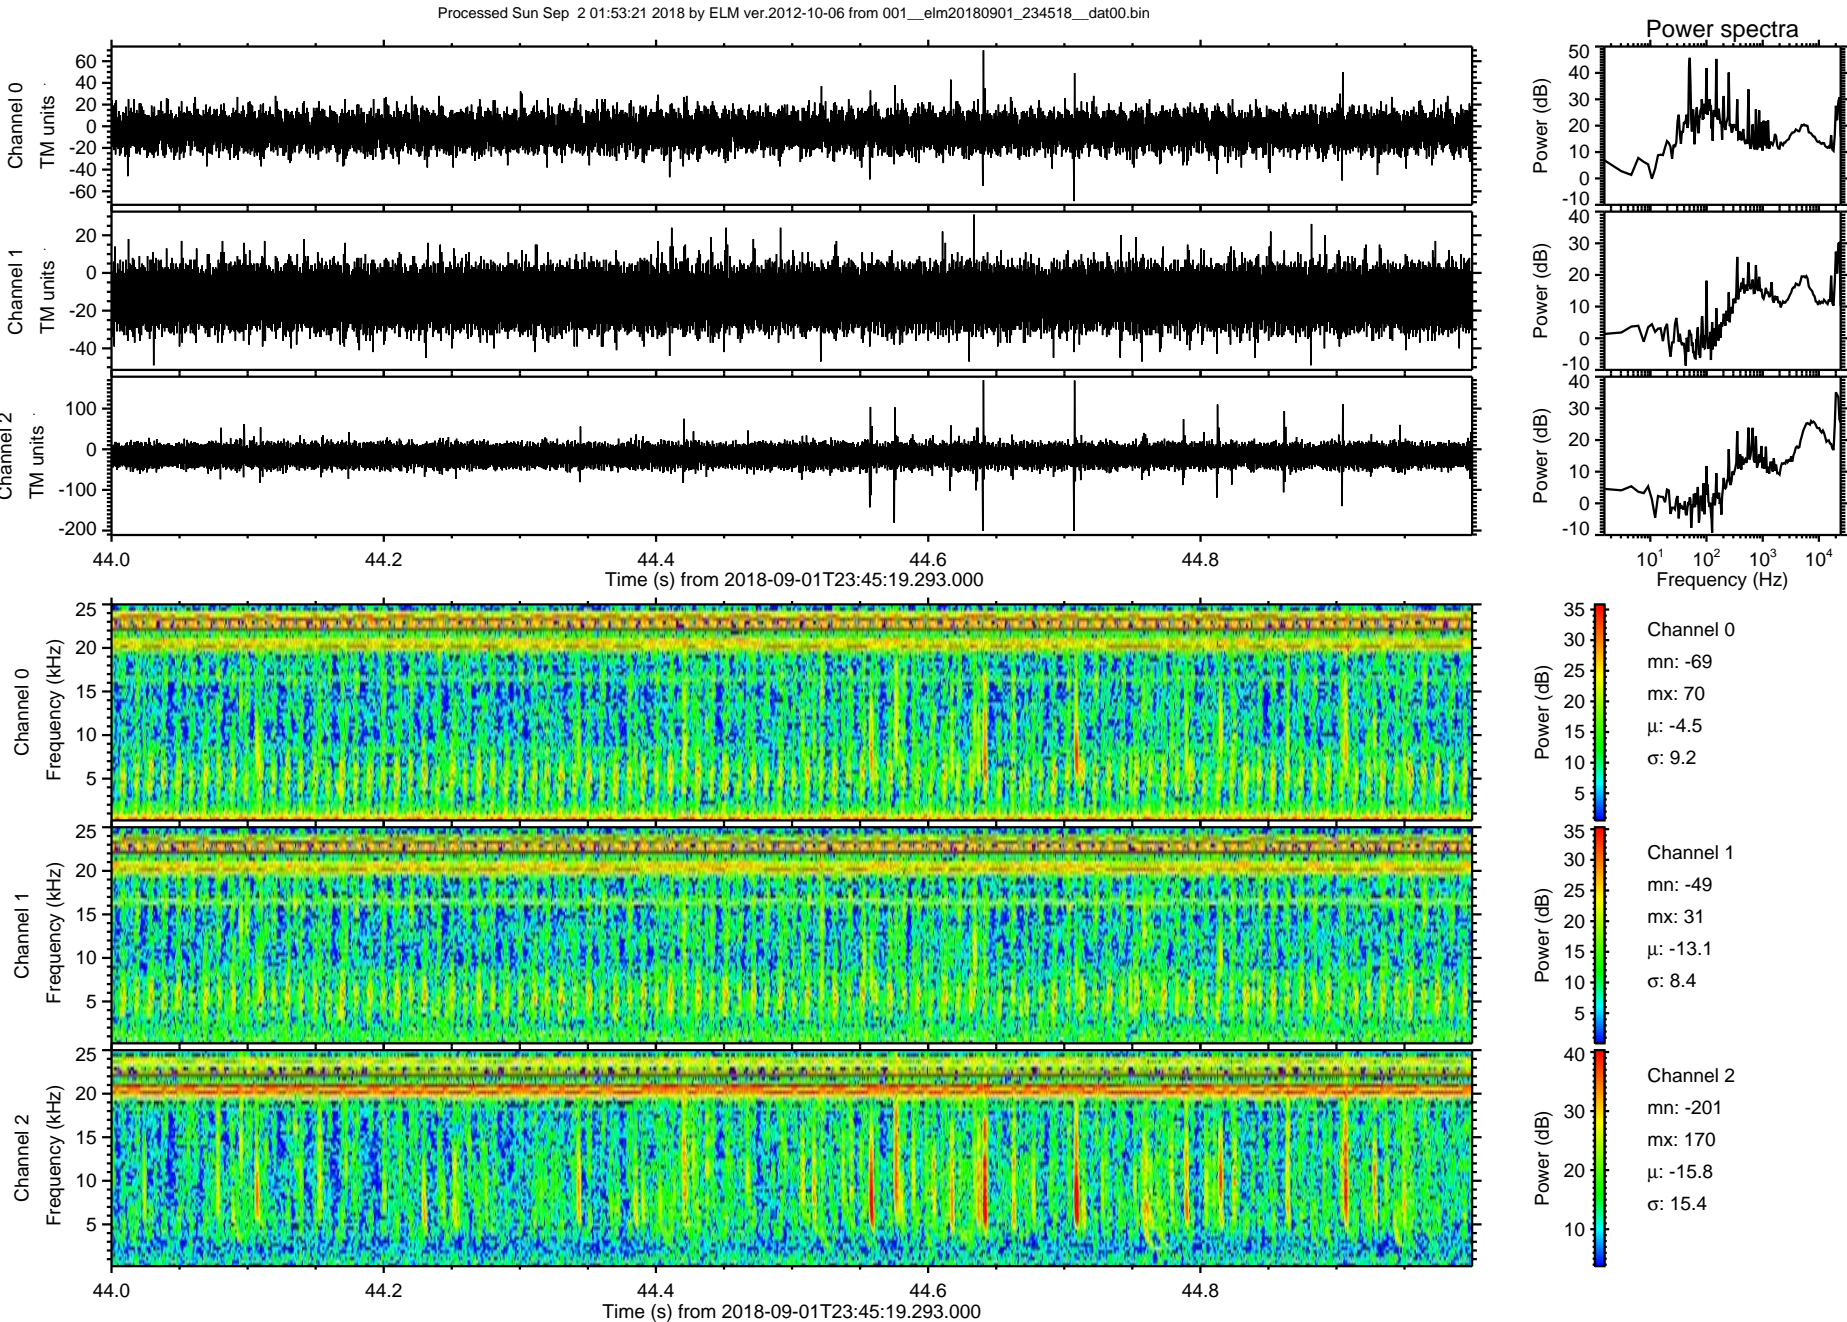 Processed Sun Sep 2 01:53:21 2018 by ELM ver.2012-10-06 from 001__elm20180901_234518__dat00.bin
Power spectra
Channel 0
TM units
60
40
20
0
-20
-40
-60
Power (dB)
50
40
30
20
10
0
-10
Channel 1
TM units
20
0
-20
-40
Power (dB)
40
30
20
10
0
-10
Channel 2
TM units
100
0
-100
-200
Power (dB)
40
30
20
10
0
-10
44.0 44.2 44.4 44.6 44.8
Time (s) from 2018-09-01T23:45:19.293.000
10^1 10^2 10^3 10^4
Frequency (Hz)
Channel 0
Frequency (kHz)
25
20
15
10
5
Power (dB)
35
30
25
20
15
10
5
Channel 0
mn: -69
mx: 70
μ: -4.5
σ: 9.2
Channel 1
Frequency (kHz)
25
20
15
10
5
Power (dB)
35
30
25
20
15
10
5
Channel 1
mn: -49
mx: 31
μ: -13.1
σ: 8.4
Channel 2
Frequency (kHz)
25
20
15
10
5
Power (dB)
40
30
20
10
Channel 2
mn: -201
mx: 170
μ: -15.8
σ: 15.4
44.0 44.2 44.4 44.6 44.8
Time (s) from 2018-09-01T23:45:19.293.000